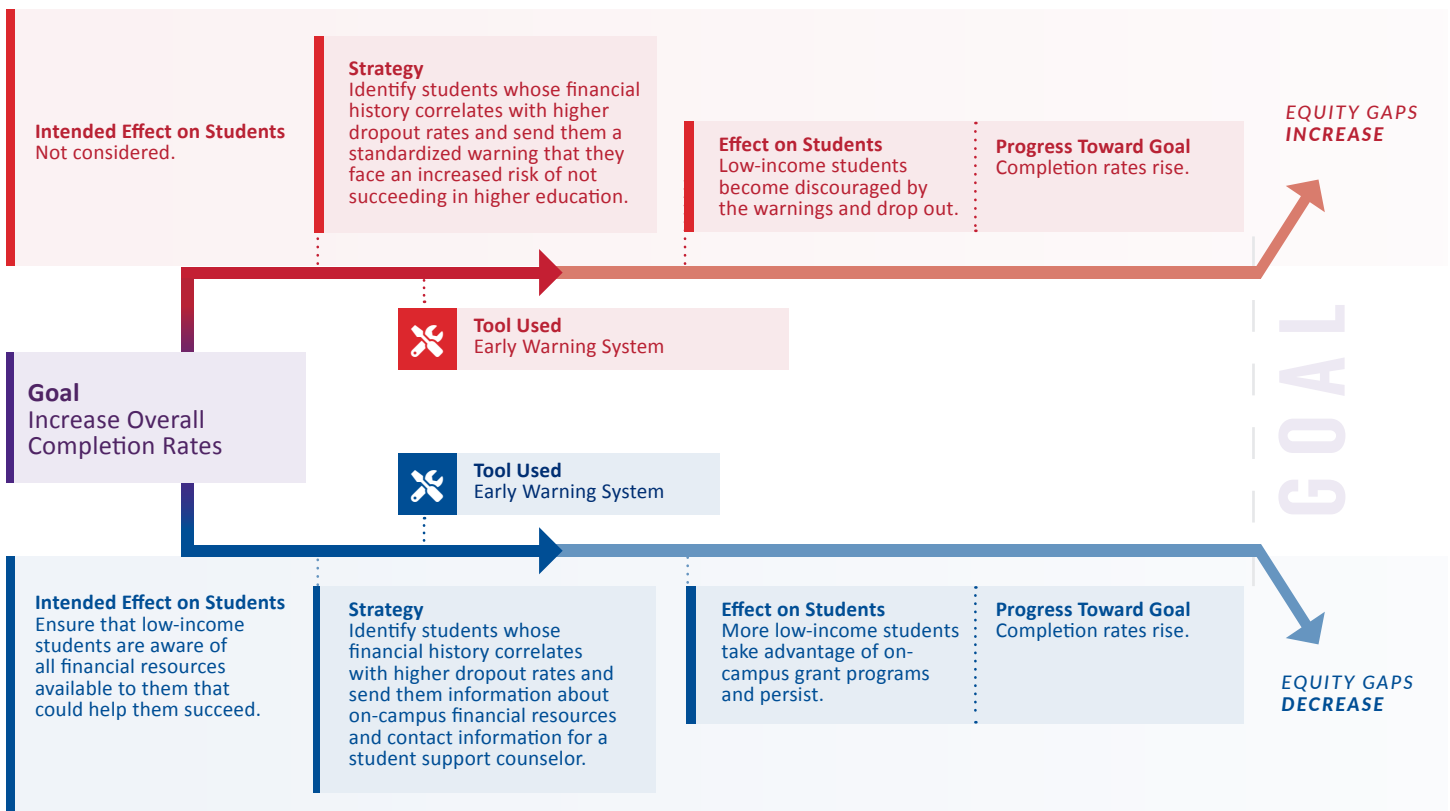 Intended Effect on Students
Not considered.
Strategy
Identify students whose financial
history correlates with higher
dropout rates and send them a
standardized warning that they
face an increased risk of not
succeeding in higher education.
Effect on Students
Low-income students
become discouraged by
the warnings and drop out.
Progress Toward Goal
Completion rates rise.
EQUITY GAPS
INCREASE
Tool Used
Early Warning System
Goal
Increase Overall
Completion Rates
GOAL
Tool Used
Early Warning System
Intended Effect on Students
Ensure that low-income
students are aware of
all financial resources
available to them that
could help them succeed.
Strategy
Identify students whose
financial history correlates
with higher dropout rates and
send them information about
on-campus financial resources
and contact information for a
student support counselor.
Effect on Students
More low-income students
take advantage of on-
campus grant programs
and persist.
Progress Toward Goal
Completion rates rise.
EQUITY GAPS
DECREASE